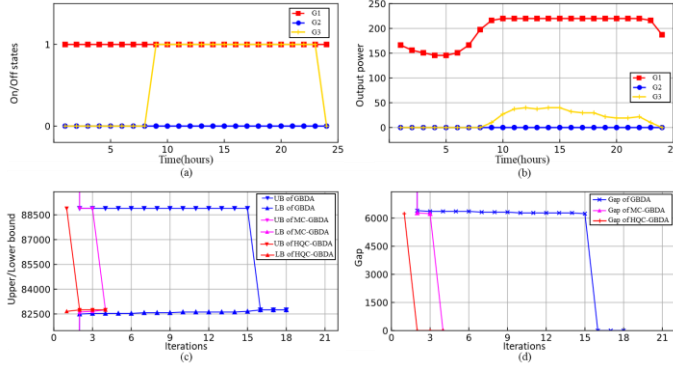 1
0
On/Off states
G1
G2
G3
5
10
15
20
25
Time(hours)
(a)
250
200
150
100
50
0
Output power
G1
G2
G3
5
10
15
20
25
Time(hours)
(b)
88500
87000
85500
84000
82500
Upper/Lower bound
UB of GBDA
LB of GBDA
UB of MC-GBDA
LB of MC-GBDA
UB of HQC-GBDA
LB of HQC-GBDA
0
3
6
9
12
15
18
21
Iterations
(c)
6000
4500
3000
1500
0
Gap
Gap of GBDA
Gap of MC-GBDA
Gap of HQC-GBDA
0
3
6
9
12
15
18
21
Iterations
(d)